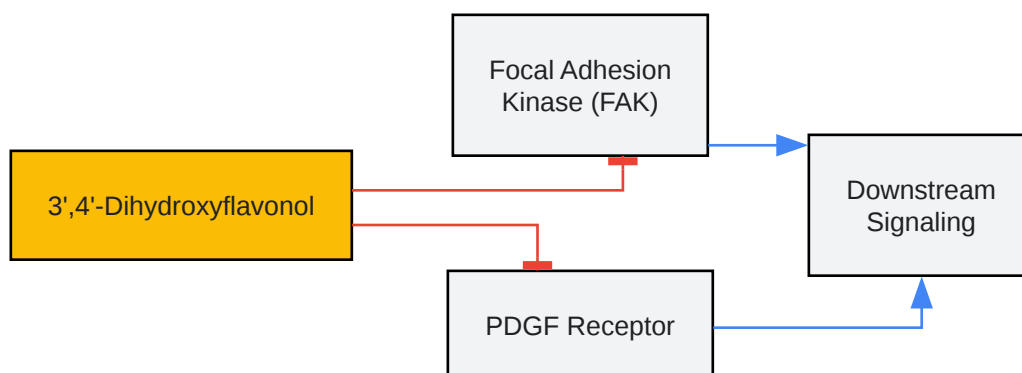 Focal Adhesion
Kinase (FAK)
3',4'-Dihydroxyflavonol
Downstream
Signaling
PDGF Receptor